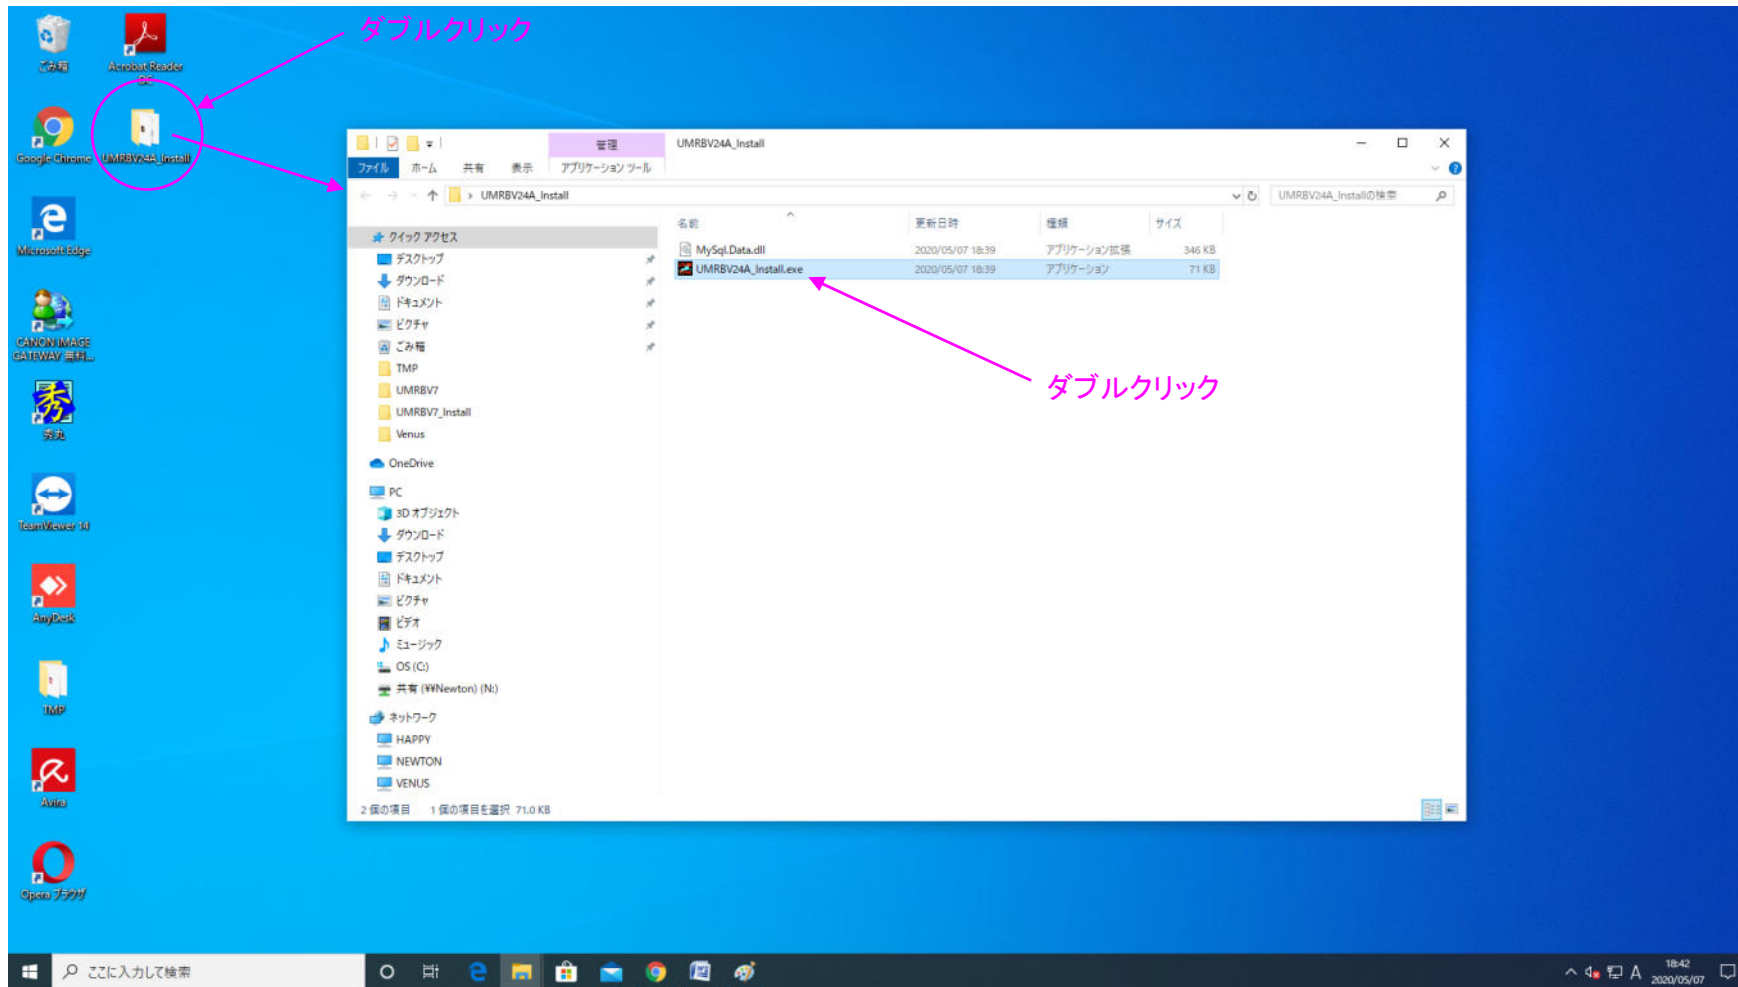 ごみ箱
Acrobat Reader
DC
ダブルクリック
Google Chrome
UMRBV24A_Install
Microsoft Edge
CANON iMAGE
GATEWAY 無料...
秀
秀丸
TeamViewer 14
AnyDesk
TMP
Avira
Opera ブラウザ
管理
UMRBV24A_Install
ファイル ホーム 共有 表示 アプリケーション ツール
UMRBV24A_Install
UMRBV24A_Installの検索
名前 更新日時 種類 サイズ
MySql.Data.dll 2020/05/07 18:39 アプリケーション拡張 346 KB
UMRBV24A_Install.exe 2020/05/07 18:39 アプリケーション 71 KB
ダブルクリック
クイック アクセス
デスクトップ
ダウンロード
ドキュメント
ピクチャ
ごみ箱
TMP
UMRBV7
UMRBV7_Install
Venus
OneDrive
PC
3D オブジェクト
ダウンロード
デスクトップ
ドキュメント
ピクチャ
ビデオ
ミュージック
OS (C:)
共有 (¥¥Newton) (N:)
ネットワーク
HAPPY
NEWTON
VENUS
2 個の項目 1 個の項目を選択 71.0 KB
ここに入力して検索
A
18:42
2020/05/07